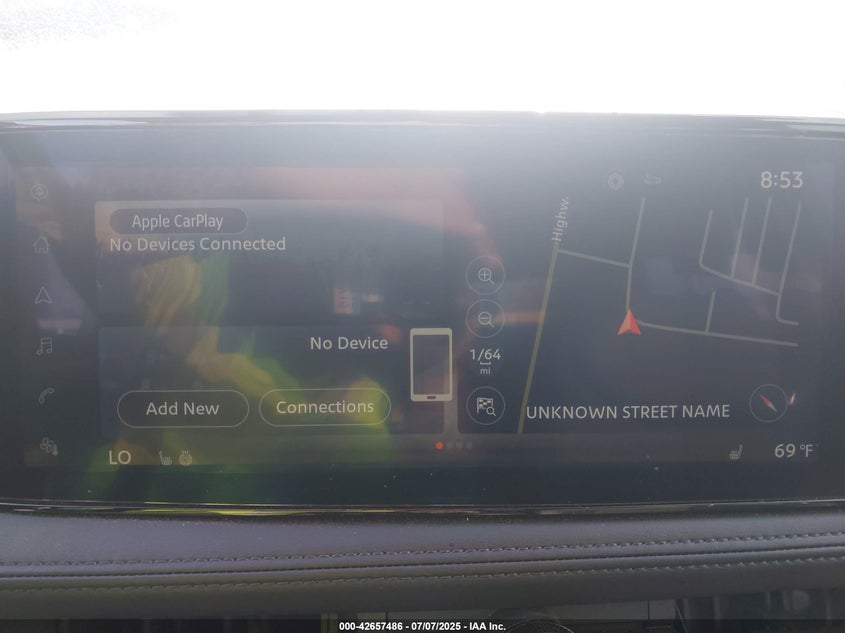 8:53
Apple CarPlay
No Devices Connected
Highw.
No Device
1/64
mi
Add New
Connections
UNKNOWN STREET NAME
LO
69 °F
000-42657486 - 07/07/2025 - IAA Inc.